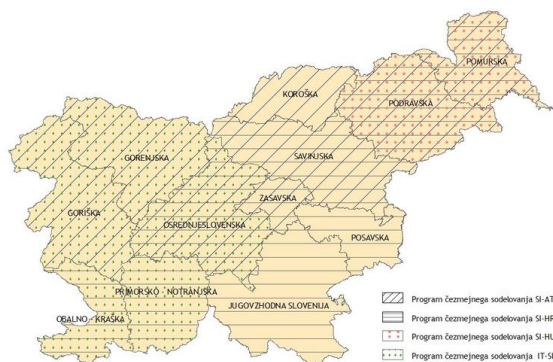 POMURSKA
KOROŠKA
PODRAVSKA
SAVINJSKA
GORENJSKA
ZASAVSKA
GORIŠKA
OSREDNJESLOVENSKA
POSAVSKA
PRIMORSKO - NOTRANJSKA
JUGOVZHODNA SLOVENIJA
OBALNO - KRAŠKA
Program čezmejnega sodelovanja SI-AT
Program čezmejnega sodelovanja SI-HR
Program čezmejnega sodelovanja SI-HU
Program čezmejnega sodelovanja IT-SI